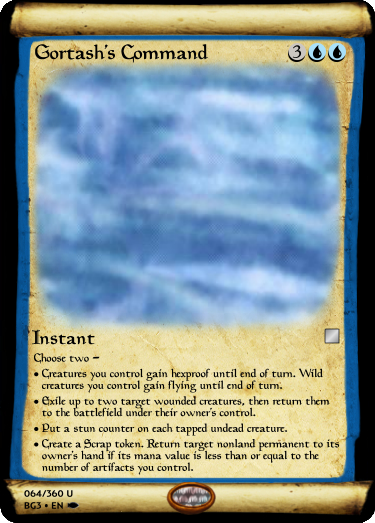 Gortash's Command 3
Instant
Choose two –
• Creatures you control gain hexproof until end of turn. Wild
creatures you control gain flying until end of turn.
• Exile up to two target wounded creatures, then return them
to the battlefield under their owner's control.
• Put a stun counter on each tapped undead creature.
• Create a Scrap token. Return target nonland permanent to its
owner's hand if its mana value is less than or equal to the
number of artifacts you control.
064/360 U
BG3 • EN